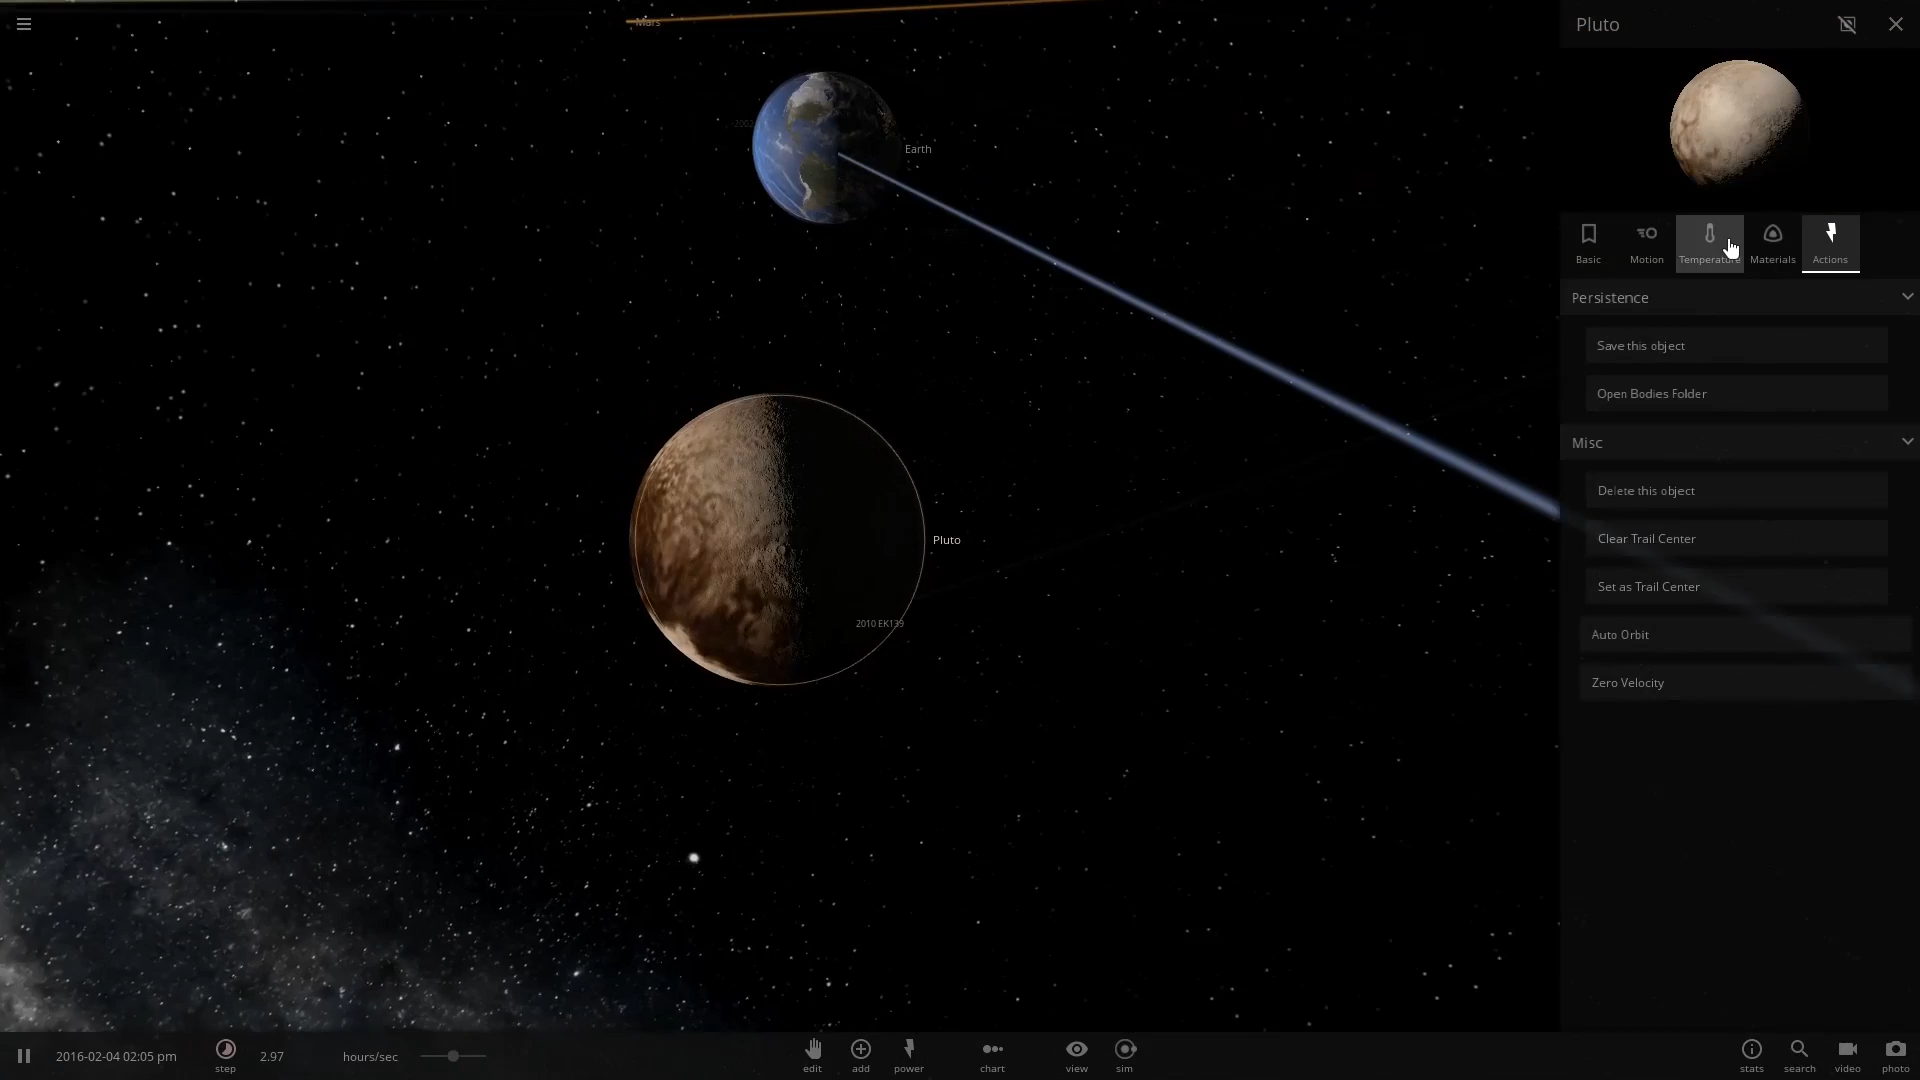 Mars
Pluto
-2002
Earth
Basic
Motion
Temperature
Materials
Actions
Persistence
Save this object
Open Bodies Folder
Misc
Delete this object
Clear Trail Center
Set as Trail Center
Auto Orbit
Zero Velocity
Pluto
2010 EK139
2016-02-04 02:05 pm
step
2.97
hours/sec
edit
add
power
chart
view
sim
stats
search
video
photo